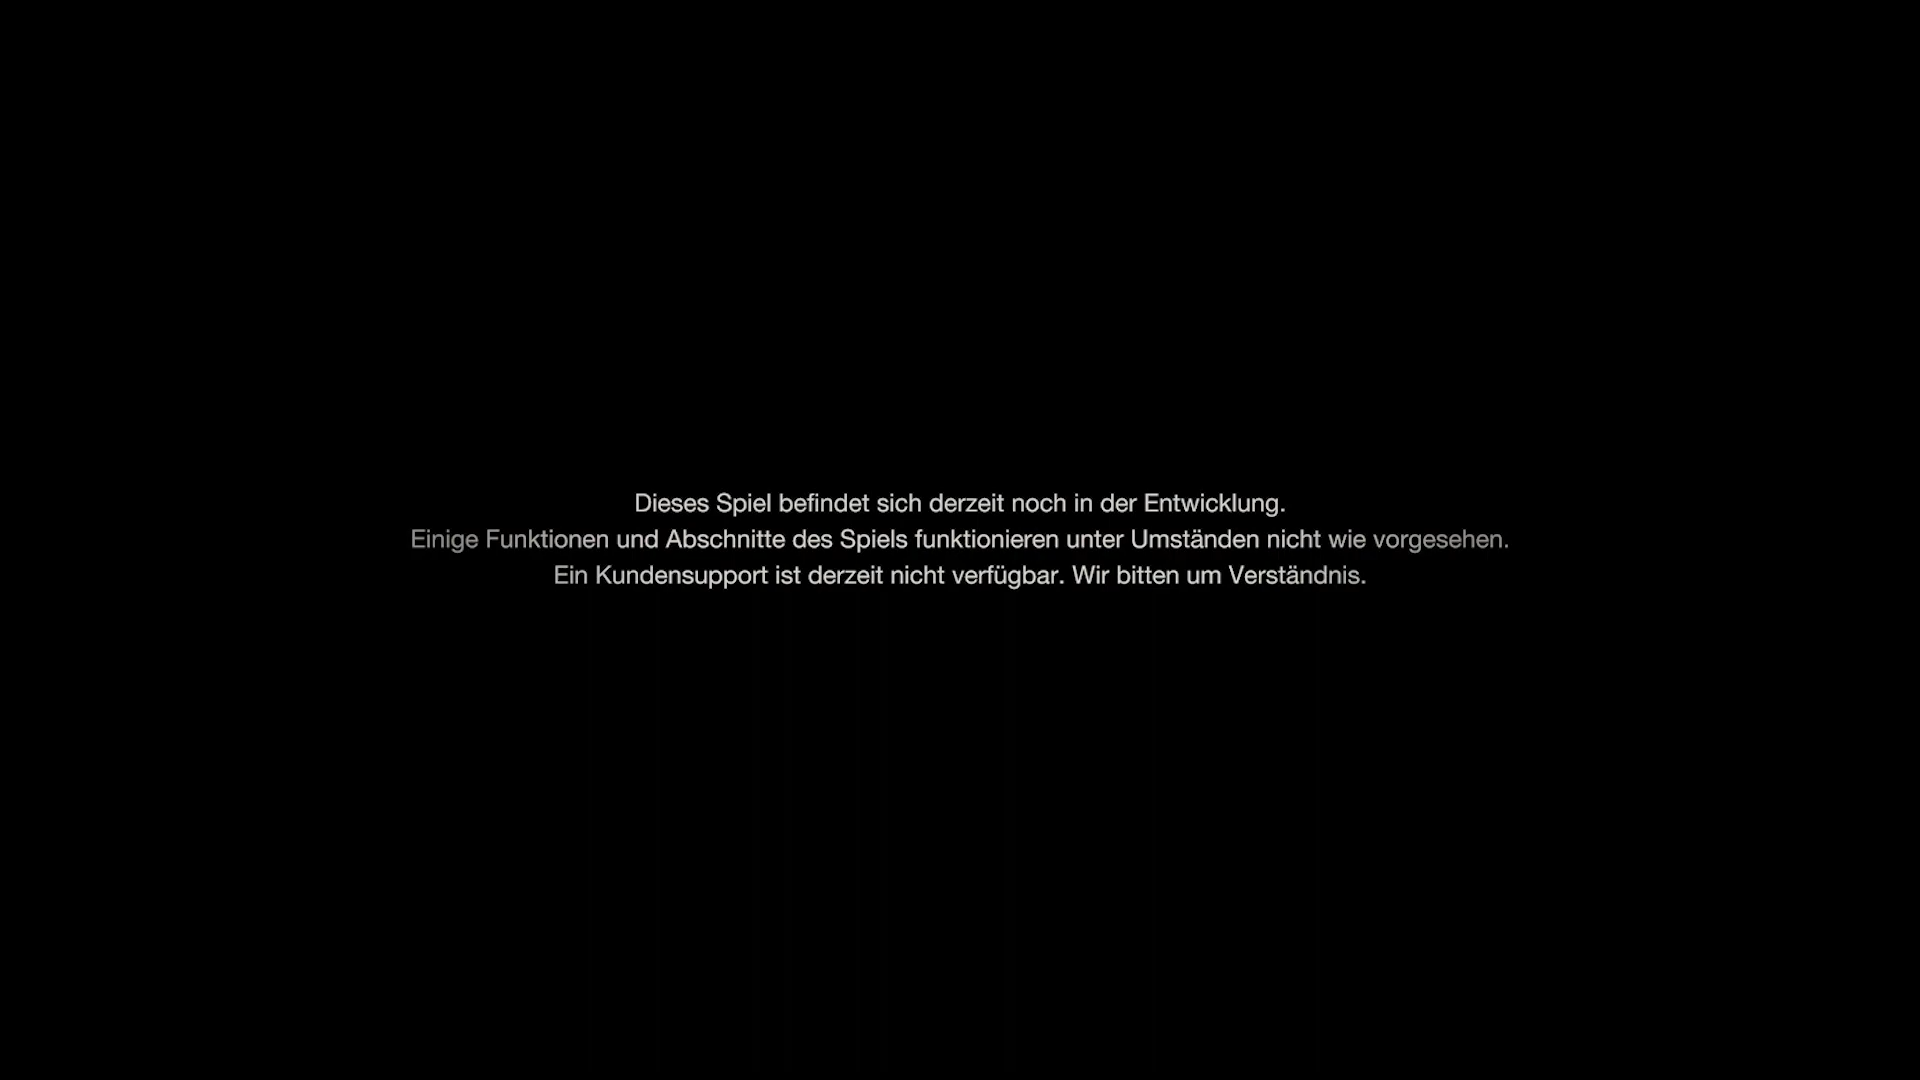 Dieses Spiel befindet sich derzeit noch in der Entwicklung.
Einige Funktionen und Abschnitte des Spiels funktionieren unter Umständen nicht wie vorgesehen.
Ein Kundensupport ist derzeit nicht verfügbar. Wir bitten um Verständnis.